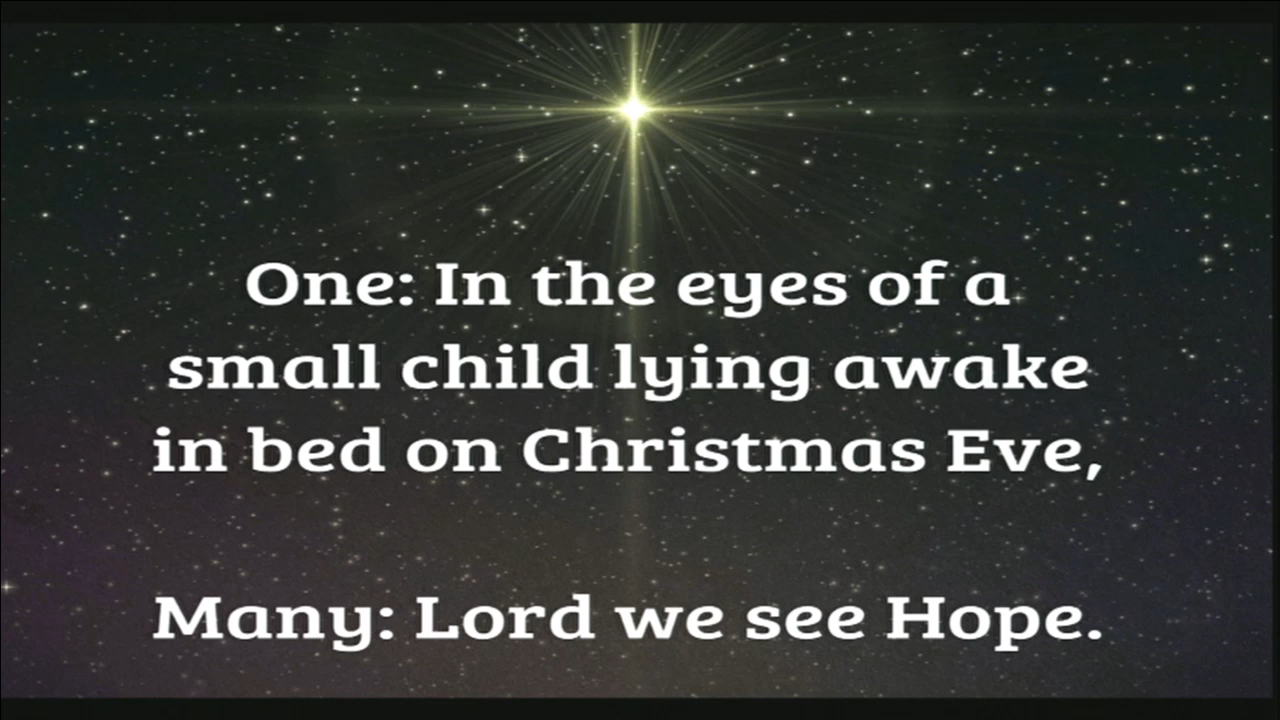 One: In the eyes of a
small child lying awake
in bed on Christmas Eve,
Many: Lord we see Hope.